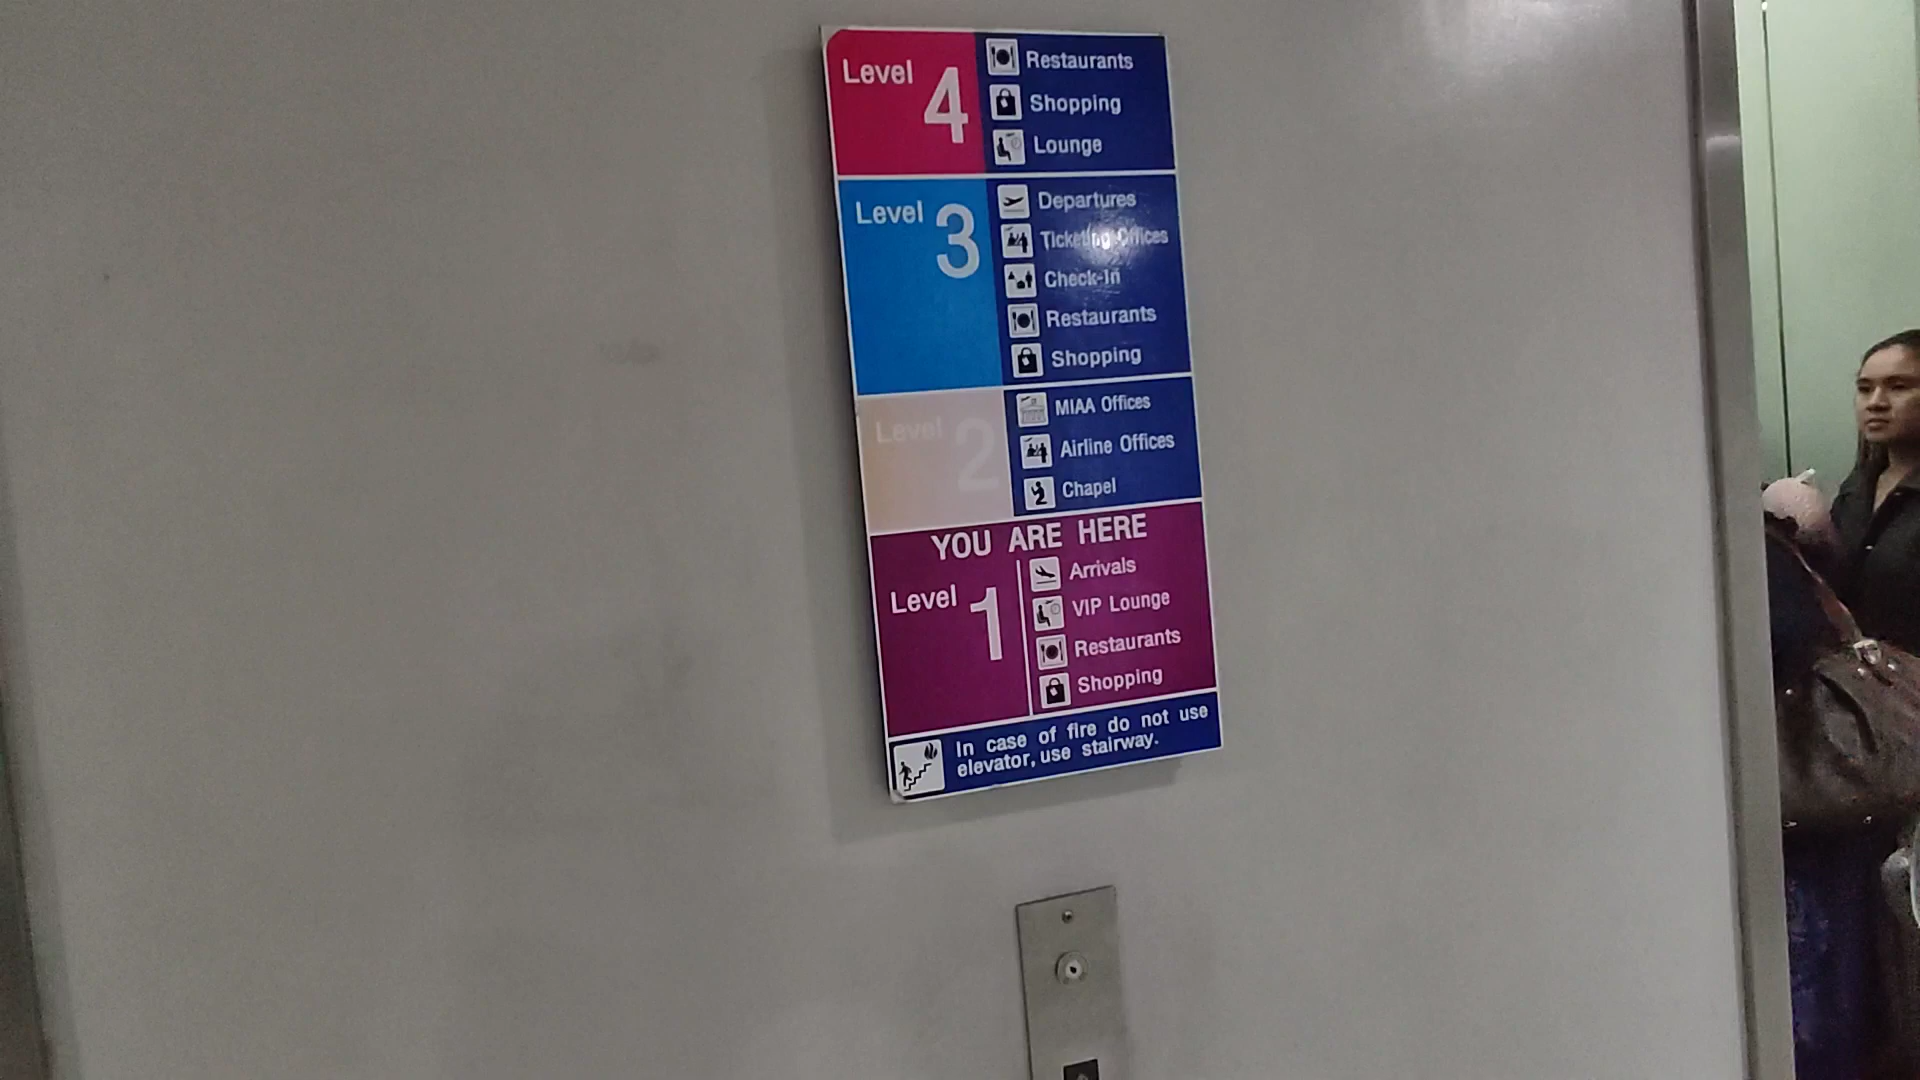 Level 4
Restaurants
Shopping
Lounge
Level 3
Departures
Ticketing Offices
Check-In
Restaurants
Shopping
Level 2
MIAA Offices
Airline Offices
Chapel
YOU ARE HERE
Level 1
Arrivals
VIP Lounge
Restaurants
Shopping
In case of fire do not use
elevator, use stairway.